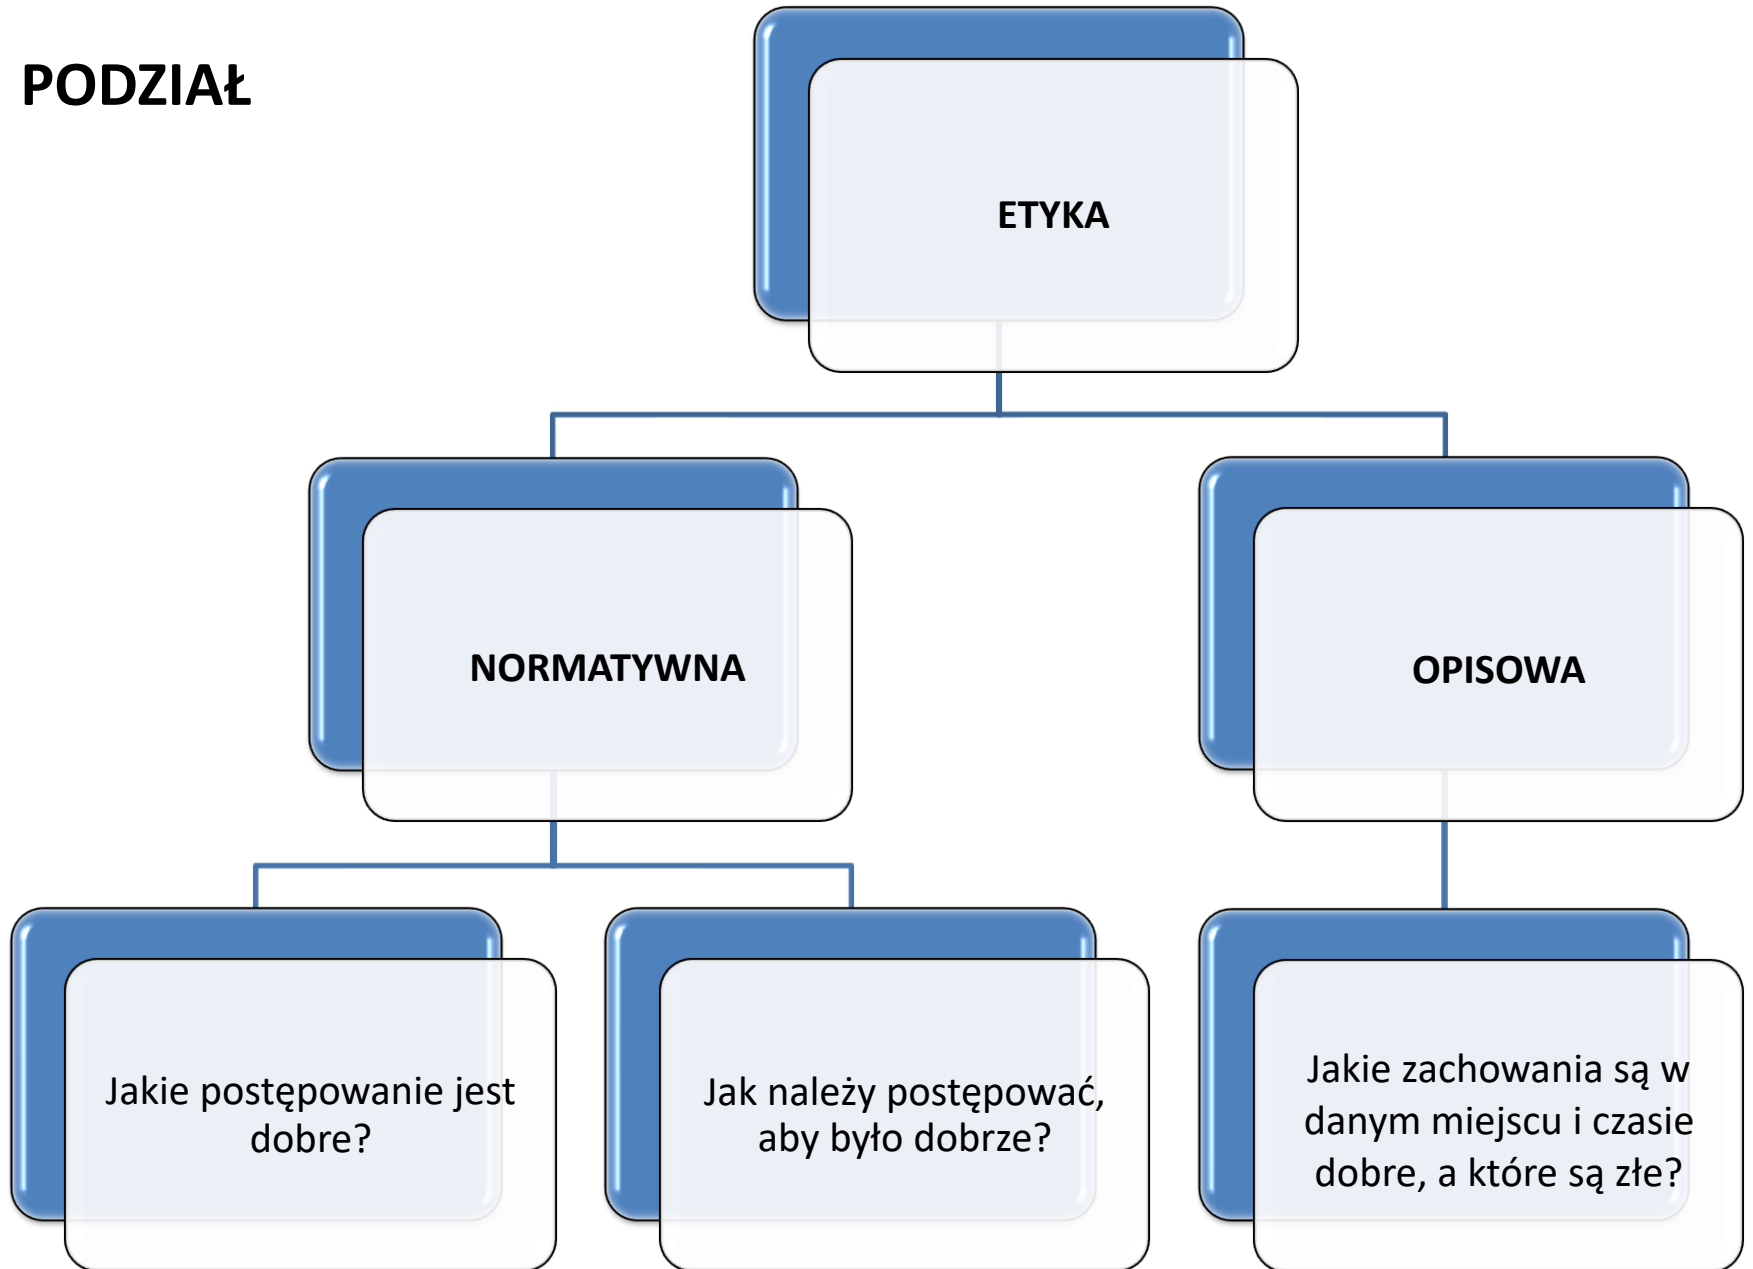 PODZIAŁ
ETYKA
NORMATYWNA
OPISOWA
Jakie postępowanie jest
dobre?
Jak należy postępować,
aby było dobrze?
Jakie zachowania są w
danym miejscu i czasie
dobre, a które są złe?